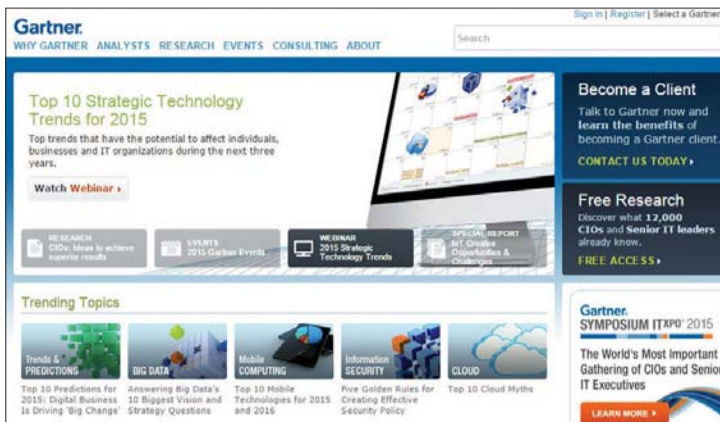 Sign In | Register | Select a Gartner
Gartner.
WHY GARTNER ANALYSTS RESEARCH EVENTS CONSULTING ABOUT
Search
Top 10 Strategic Technology
Trends for 2015
Top trends that have the potential to affect individuals,
businesses and IT organizations during the next three
years.
Watch Webinar
RESEARCH
CIOs: Ideas to achieve
superior results
EVENTS
2015 Gartner Events
WEBINAR
2015 Strategic
Technology Trends
SPECIAL REPORT
IoT Creates
Opportunities &
Challenges
Become a Client
Talk to Gartner now and
learn the benefits of
becoming a Gartner client.
CONTACT US TODAY
Free Research
Discover what 12,000
CIOs and Senior IT leaders
already know.
FREE ACCESS
Trending Topics
Trends &
PREDICTIONS
Top 10 Predictions for
2015: Digital Business
Is Driving 'Big Change'
BIG DATA
Answering Big Data's
10 Biggest Vision and
Strategy Questions
Mobile
COMPUTING
Top 10 Mobile
Technologies for 2015
and 2016
Information
SECURITY
Five Golden Rules for
Creating Effective
Security Policy
CLOUD
Top 10 Cloud Myths
Gartner.
SYMPOSIUM ITXPO 2015
The World's Most Important
Gathering of CIOs and Senior
IT Executives
LEARN MORE